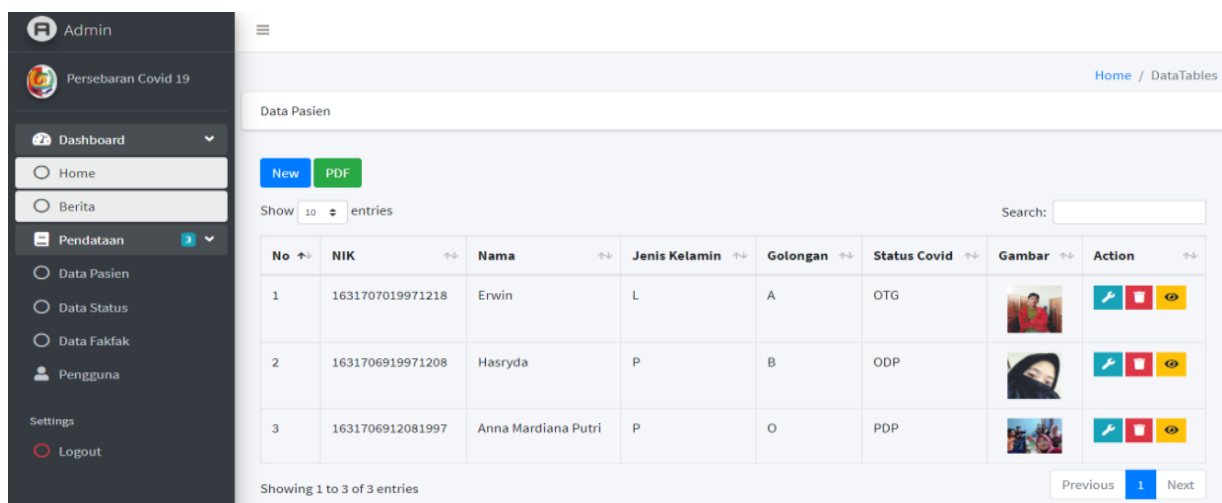 Admin
Persebaran Covid 19
Dashboard
Home
Berita
Pendataan 3
Data Pasien
Data Status
Data Fakfak
Pengguna
Settings
Logout
Home / DataTables
Data Pasien
New PDF
Show 10 entries Search:
No NIK Nama Jenis Kelamin Golongan Status Covid Gambar Action
1 1631707019971218 Erwin L A OTG
2 1631706919971208 Hasryda P B ODP
3 1631706912081997 Anna Mardiana Putri P O PDP
Showing 1 to 3 of 3 entries Previous 1 Next